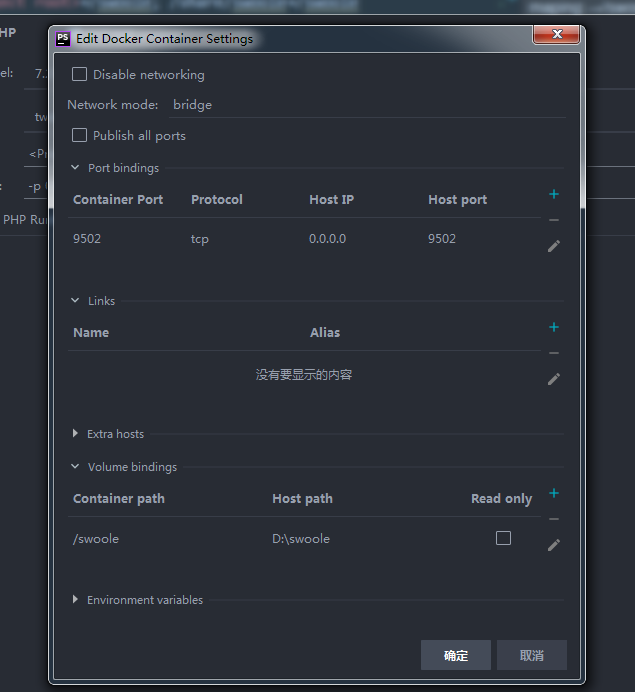 HP
Edit Docker Container Settings
el:
7.
Disable networking
Network mode: bridge
tw
Publish all ports
<Pr
Port bindings
-p
Container Port Protocol Host IP Host port
PHP Ru
9502 tcp 0.0.0.0 9502
Links
Name Alias
没有要显示的内容
Extra hosts
Volume bindings
Container path Host path Read only
/swoole D:\swoole
Environment variables
确定 取消